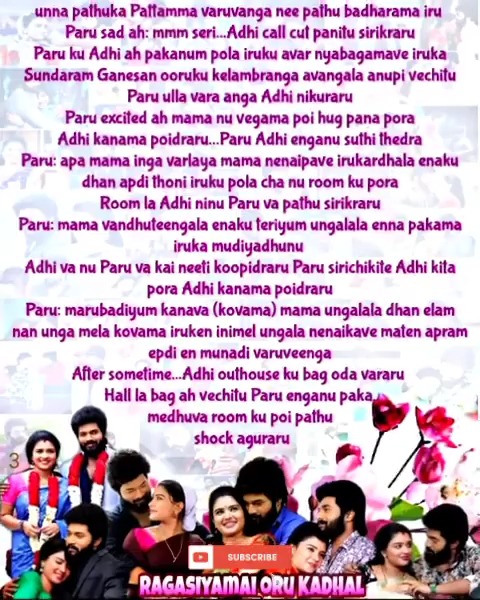 unna pathuka Pattamma varuvanga nee pathu badharama iru
Paru sad ah: mmm seri...Adhi call cut panitu sirikraru
Paru ku Adhi ah pakanum pola iruku avar nyabagamave iruka
Sundaram Ganesan ooruku kelambranga avangala anupi vechitu
Paru ulla vara anga Adhi nikuraru
Paru excited ah mama nu vegama poi hug pana pora
Adhi kanama poidraru...Paru Adhi enganu suthi thedra
Paru: apa mama inga varlaya mama nenaipave irukardhala enaku
dhan apdi thoni iruku pola cha nu room ku pora
Room la Adhi ninu Paru va pathu sirikraru
Paru: mama vandhuteengala enaku teriyum ungalala enna pakama
iruka mudiyadhunu
Adhi va nu Paru va kai neeti koopidraru Paru sirichikite Adhi kita
pora Adhi kanama poidraru
Paru: marubadiyum kanava (kovama) mama ungalala dhan elam
nan unga mela kovama iruken inimel ungala nenaikave maten apram
epdi en munadi varuveenga
After sometime...Adhi outhouse ku bag oda vararu
Hall la bag ah vechitu Paru enganu paka
medhuva room ku poi pathu
shock aguraru
3
SUBSCRIBE
RAGASIYAMAI ORU KADHAL